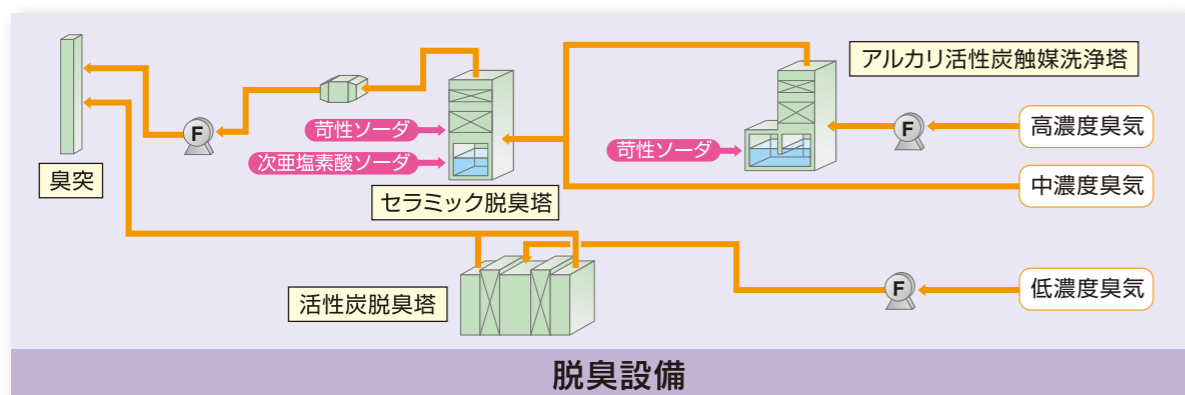 アルカリ活性炭触媒洗浄塔
高濃度臭気
F
F
苛性ソーダ
次亜塩素酸ソーダ
苛性ソーダ
臭突
セラミック脱臭塔
中濃度臭気
活性炭脱臭塔
F
低濃度臭気
脱臭設備